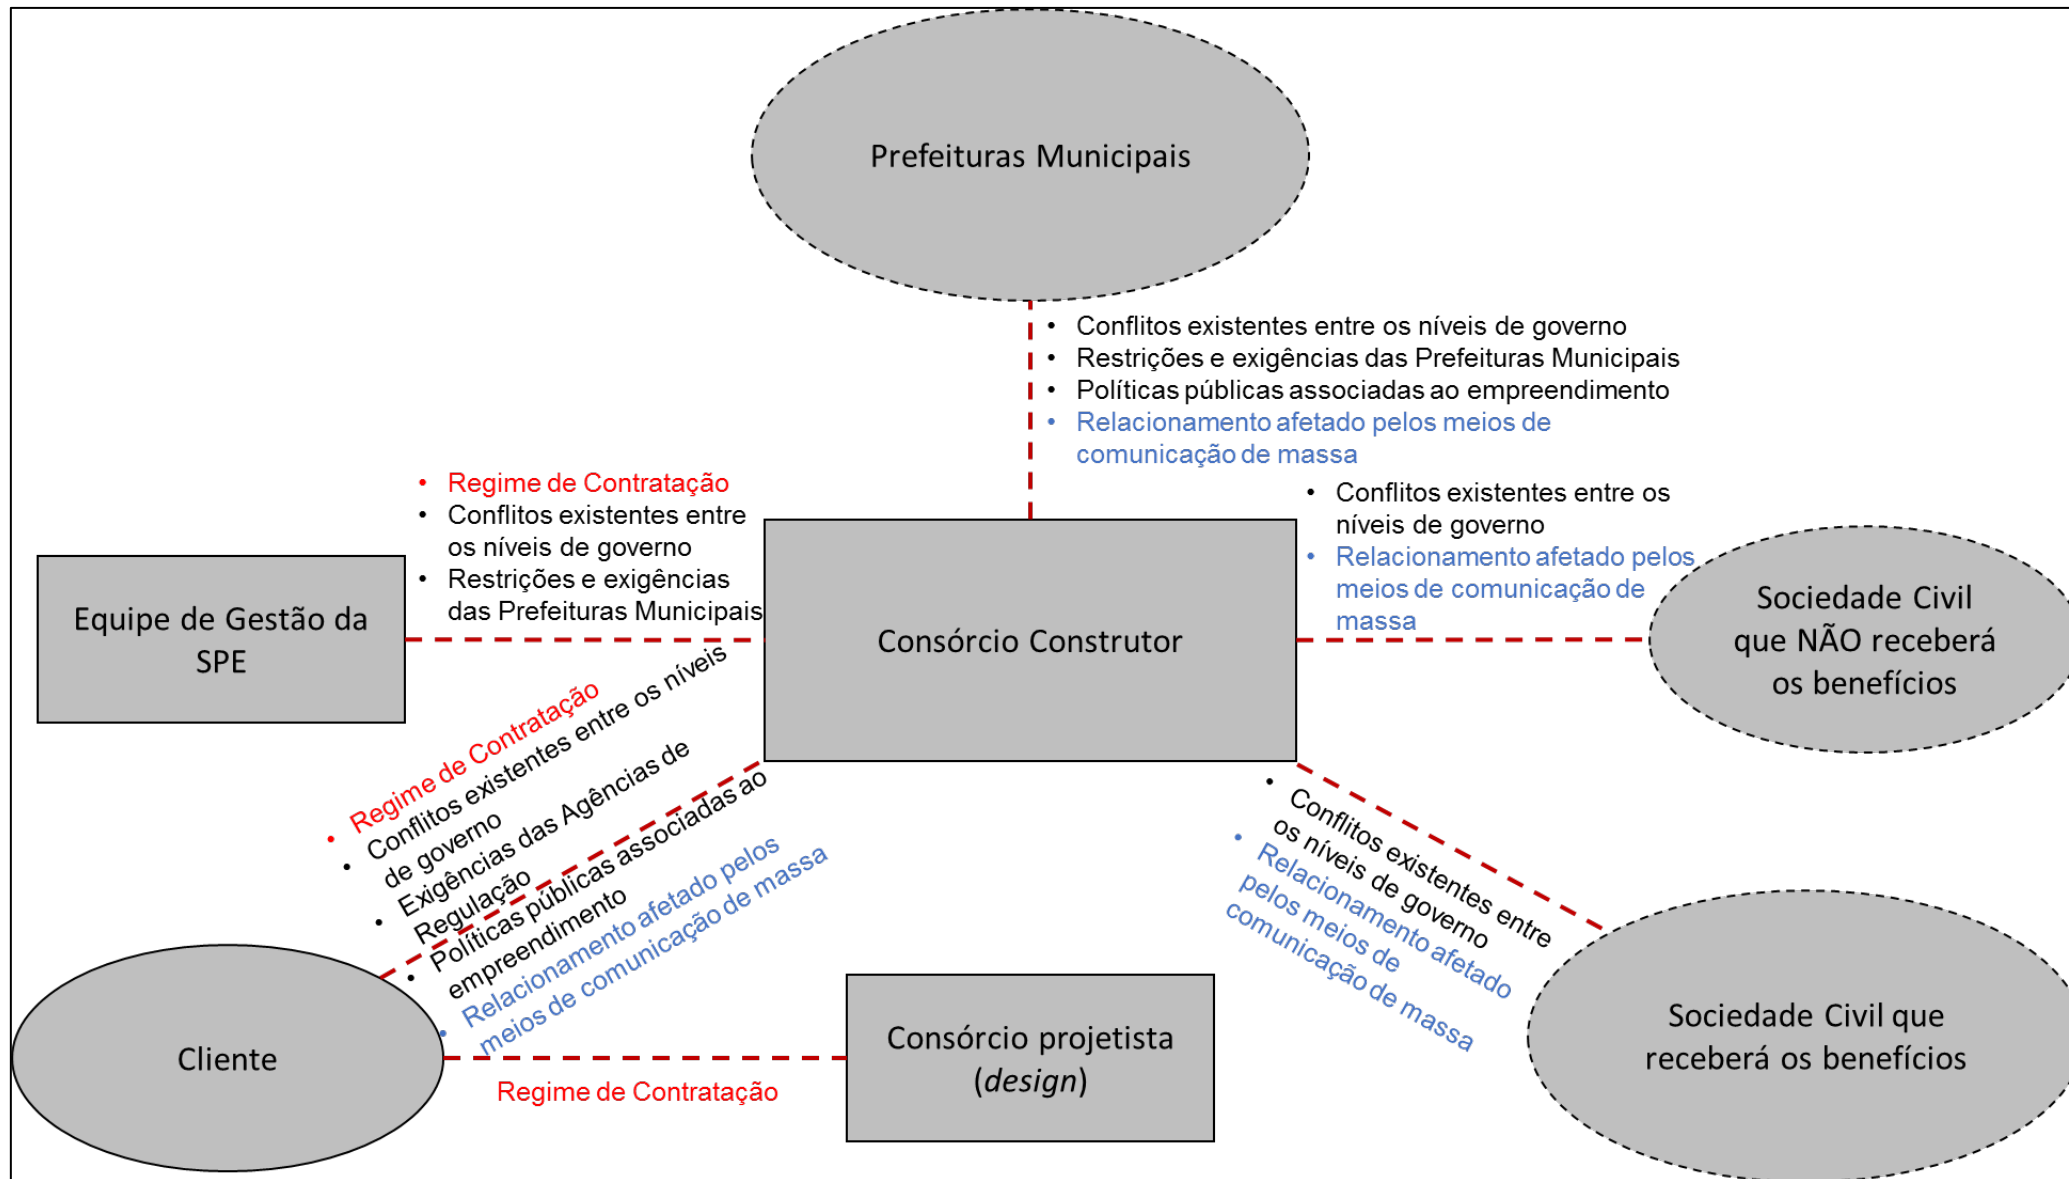 Prefeituras Municipais
• Conflitos existentes entre os níveis de governo
• Restrições e exigências das Prefeituras Municipais
• Políticas públicas associadas ao empreendimento
• Relacionamento afetado pelos meios de
comunicação de massa
• Regime de Contratação
• Conflitos existentes entre
os níveis de governo
• Restrições e exigências
das Prefeituras Municipais
• Conflitos existentes entre os
níveis de governo
• Relacionamento afetado pelos
meios de comunicação de
massa
Equipe de Gestão da
SPE
Consórcio Construtor
Sociedade Civil
que NÃO receberá
os benefícios
• Regime de Contratação
• Conflitos existentes entre os níveis
de governo
• Exigências das Agências de
Regulação
• Políticas públicas associadas ao
empreendimento
• Relacionamento afetado pelos
meios de comunicação de massa
• Conflitos existentes entre
os níveis de governo
• Relacionamento afetado
pelos meios de
comunicação de massa
Cliente
Regime de Contratação
Consórcio projetista
(design)
Sociedade Civil que
receberá os benefícios